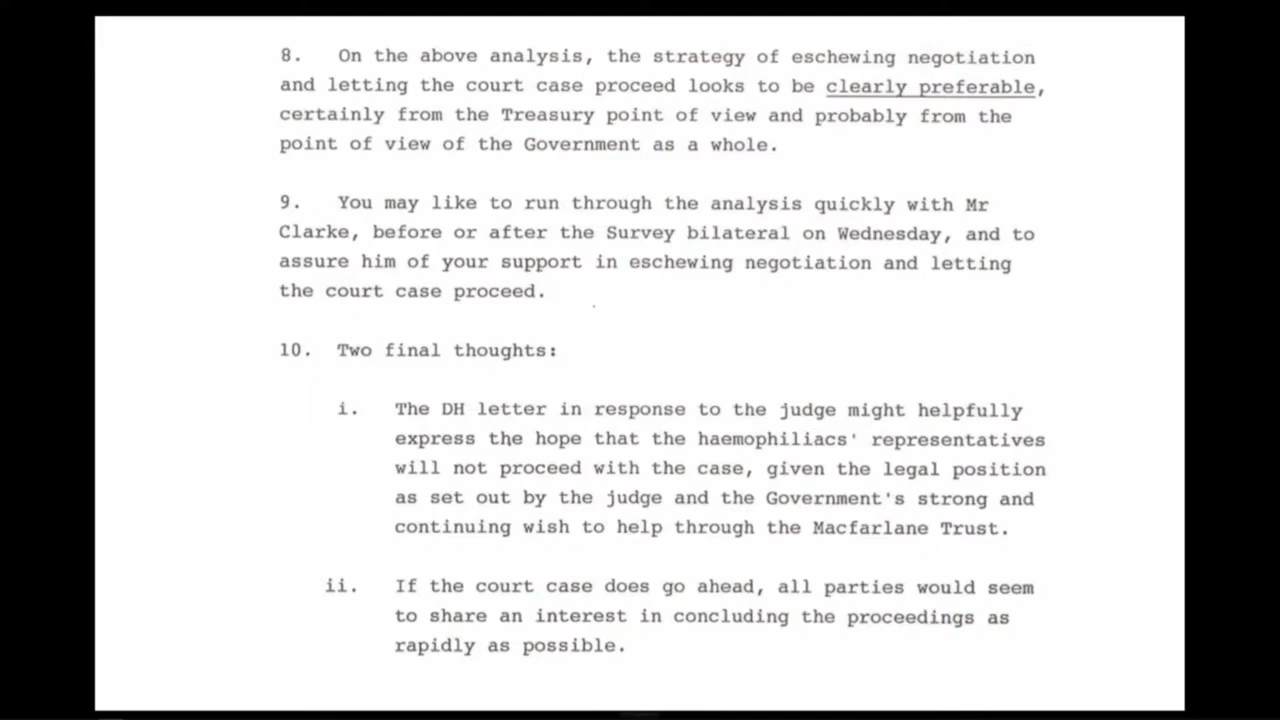 8. On the above analysis, the strategy of eschewing negotiation
and letting the court case proceed looks to be clearly preferable,
certainly from the Treasury point of view and probably from the
point of view of the Government as a whole.
9. You may like to run through the analysis quickly with Mr
Clarke, before or after the Survey bilateral on Wednesday, and to
assure him of your support in eschewing negotiation and letting
the court case proceed.
10. Two final thoughts:
i. The DH letter in response to the judge might helpfully
express the hope that the haemophiliacs' representatives
will not proceed with the case, given the legal position
as set out by the judge and the Government's strong and
continuing wish to help through the Macfarlane Trust.
ii. If the court case does go ahead, all parties would seem
to share an interest in concluding the proceedings as
rapidly as possible.